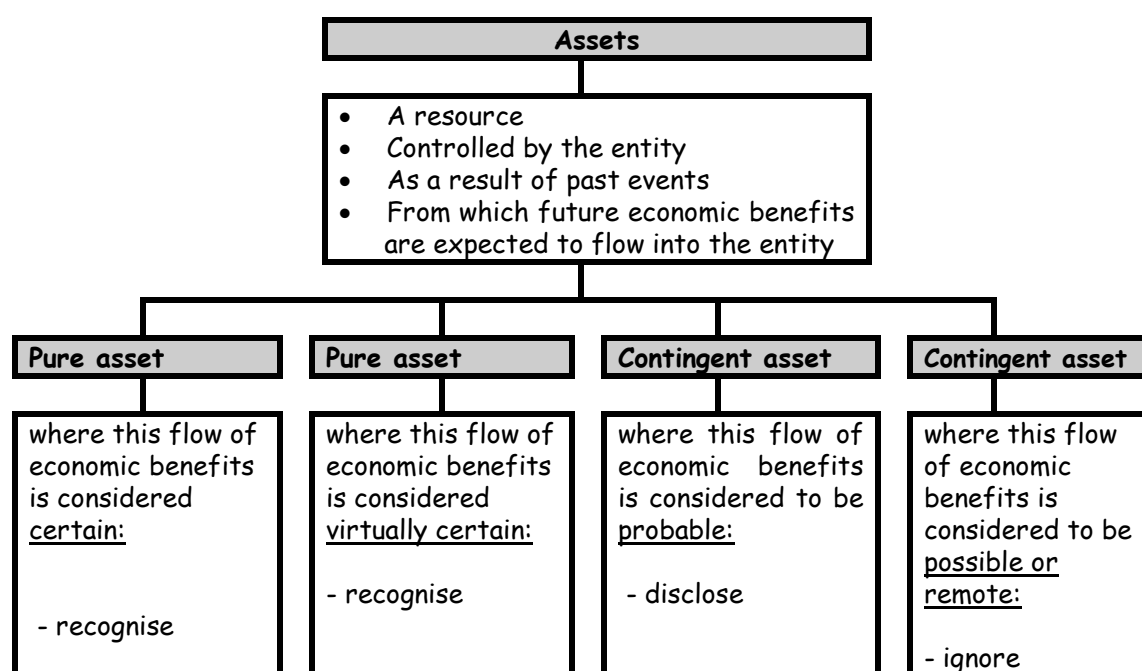 Assets
• A resource
• Controlled by the entity
• As a result of past events
• From which future economic benefits
are expected to flow into the entity
Pure asset
where this flow of
economic benefits
is considered
certain:
- recognise
Pure asset
where this flow of
economic benefits
is considered
virtually certain:
- recognise
Contingent asset
where this flow of
economic benefits
is considered to be
probable:
- disclose
Contingent asset
where this flow
of economic
benefits is
considered to be
possible or
remote:
- ignore